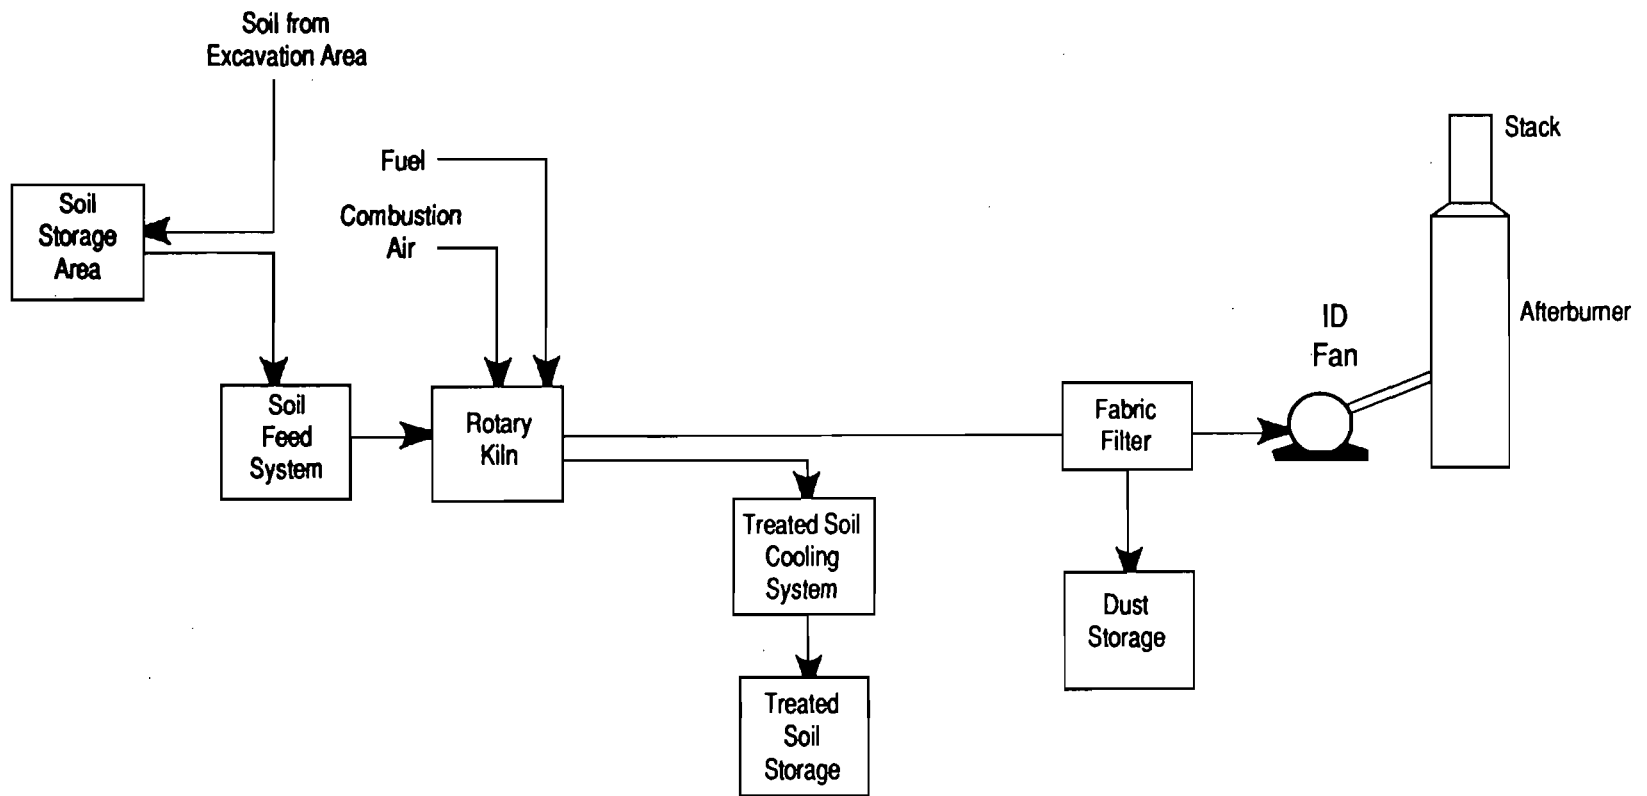 Soil from
Excavation Area
Stack
Fuel
Soil
Storage
Area
Combustion
Air
Afterburner
ID
Fan
Soil
Feed
System
Rotary
Kiln
Fabric
Filter
Treated Soil
Cooling
System
Dust
Storage
Treated
Soil
Storage